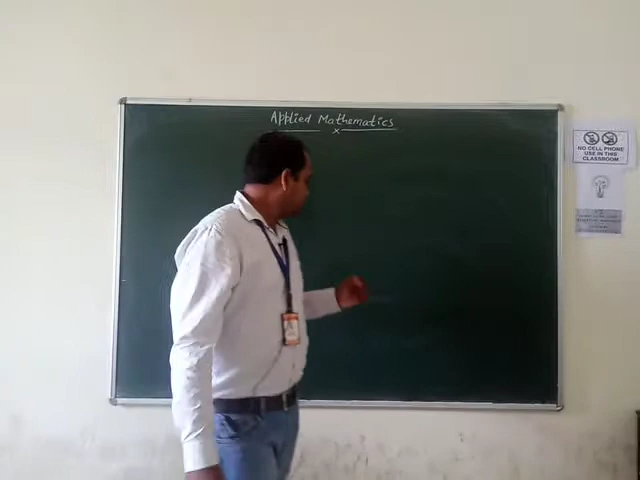 Applied Mathematics
NO CELL PHONE
USE IN THIS
CLASSROOM